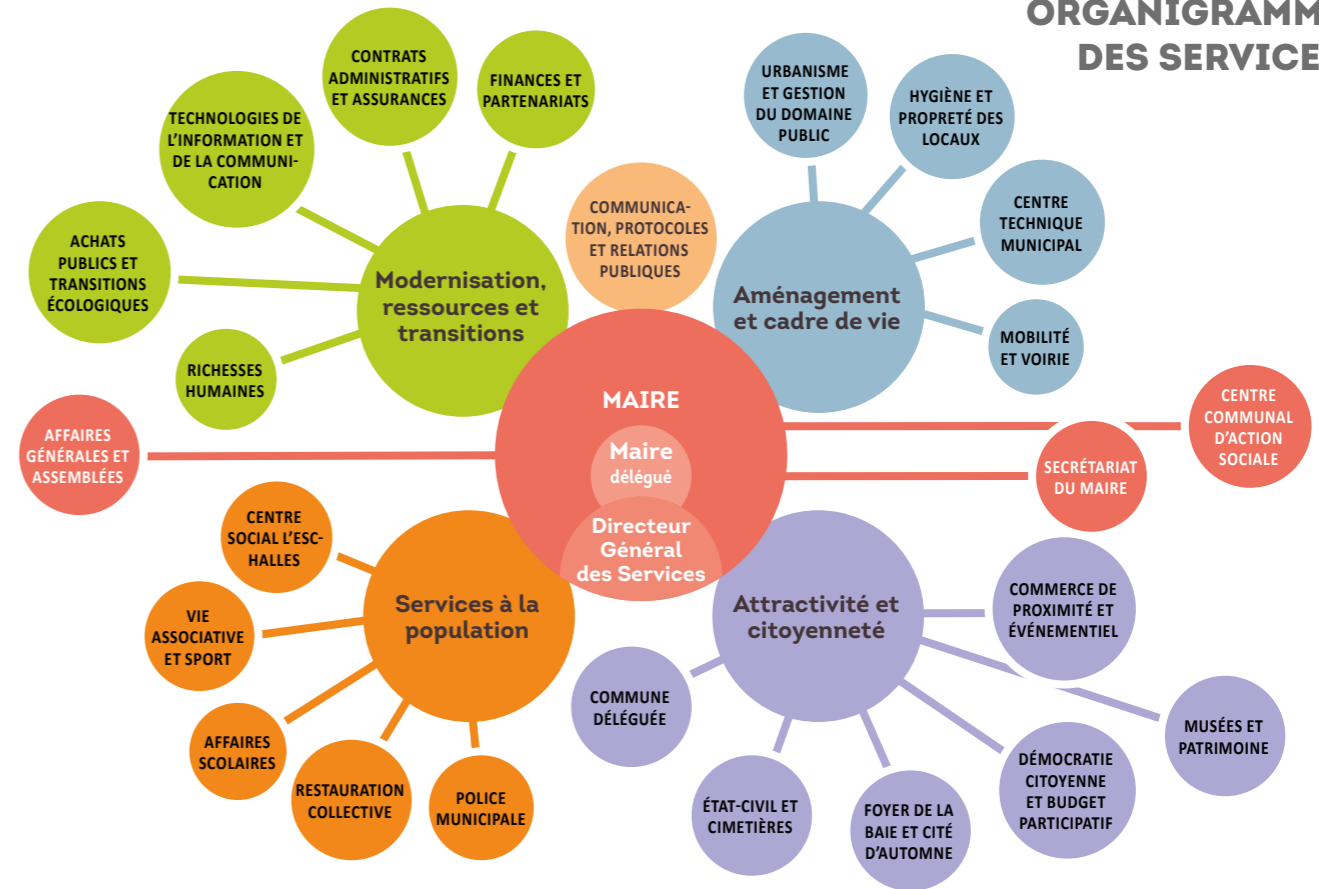 ORGANIGRAMM
DES SERVICE
CONTRATS
ADMINISTRATIFS
ET ASSURANCES
FINANCES ET
PARTENARIATS
TECHNOLOGIES DE
L'INFORMATION ET
DE LA COMMUNI-
CATION
ACHATS
PUBLICS ET
TRANSITIONS
ÉCOLOGIQUES
RICHESSES
HUMAINES
Modernisation,
ressources et
transitions
COMMUNICA-
TION, PROTOCOLES
ET RELATIONS
PUBLIQUES
URBANISME
ET GESTION
DU DOMAINE
PUBLIC
HYGIÈNE ET
PROPRETÉ DES
LOCAUX
CENTRE
TECHNIQUE
MUNICIPAL
MOBILITÉ
ET VOIRIE
Aménagement
et cadre de vie
MAIRE
Maire
délégué
Directeur
Général
des Services
AFFAIRES
GÉNÉRALES ET
ASSEMBLÉES
CENTRE
COMMUNAL
D'ACTION
SOCIALE
SECRÉTARIAT
DU MAIRE
CENTRE
SOCIAL L'ESC-
HALLES
VIE
ASSOCIATIVE
ET SPORT
AFFAIRES
SCOLAIRES
RESTAURATION
COLLECTIVE
POLICE
MUNICIPALE
Services à la
population
Attractivité et
citoyenneté
COMMERCE DE
PROXIMITÉ ET
ÉVÉNEMENTIEL
MUSÉES ET
PATRIMOINE
COMMUNE
DÉLÉGUÉE
ÉTAT-CIVIL ET
CIMETIÈRES
FOYER DE LA
BAIE ET CITÉ
D'AUTOMNE
DÉMOCRATIE
CITOYENNE
ET BUDGET
PARTICIPATIF